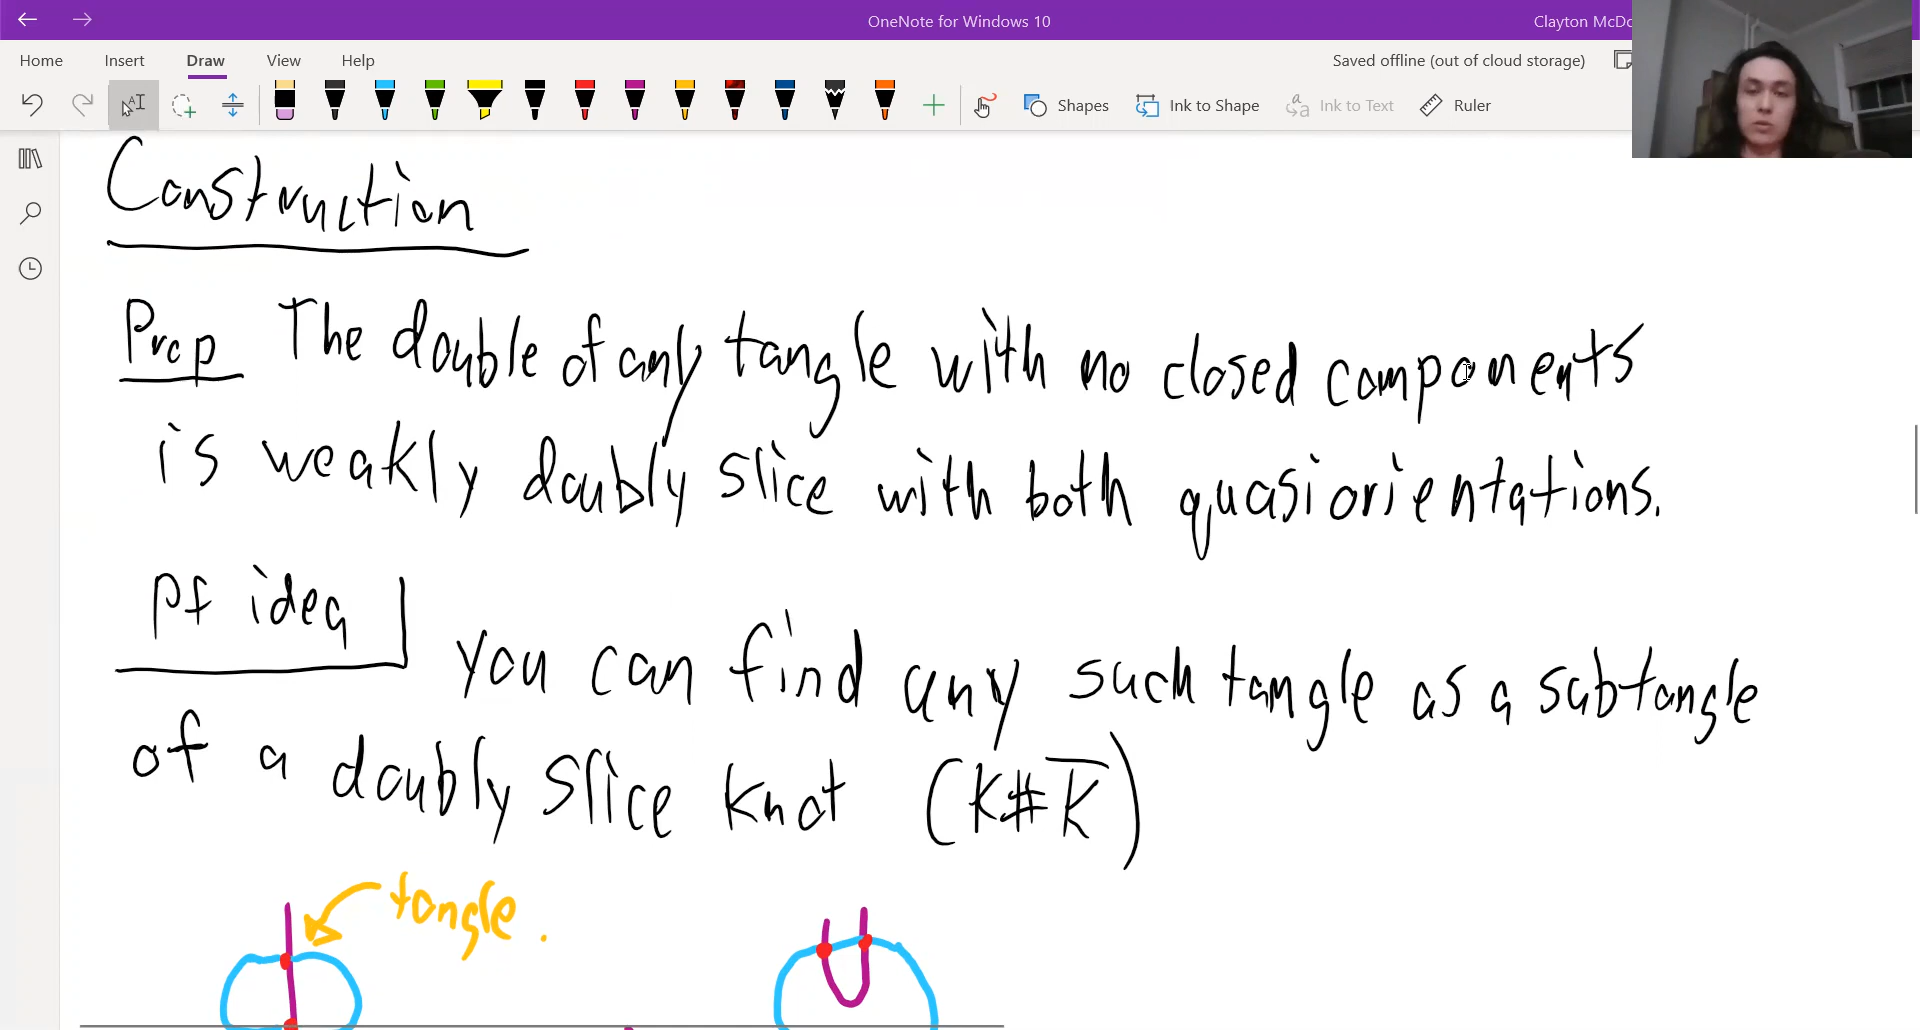 OneNote for Windows 10
Clayton McDo
Home Insert Draw View Help
Saved offline (out of cloud storage)
Shapes Ink to Shape Ink to Text Ruler
Construction
Prop The double of any tangle with no closed components
is weakly doubly slice with both quasiorientations.
Pf idea You can find any such tangle as a subtangle
of a doubly slice knot (K#K̅)
tangle.